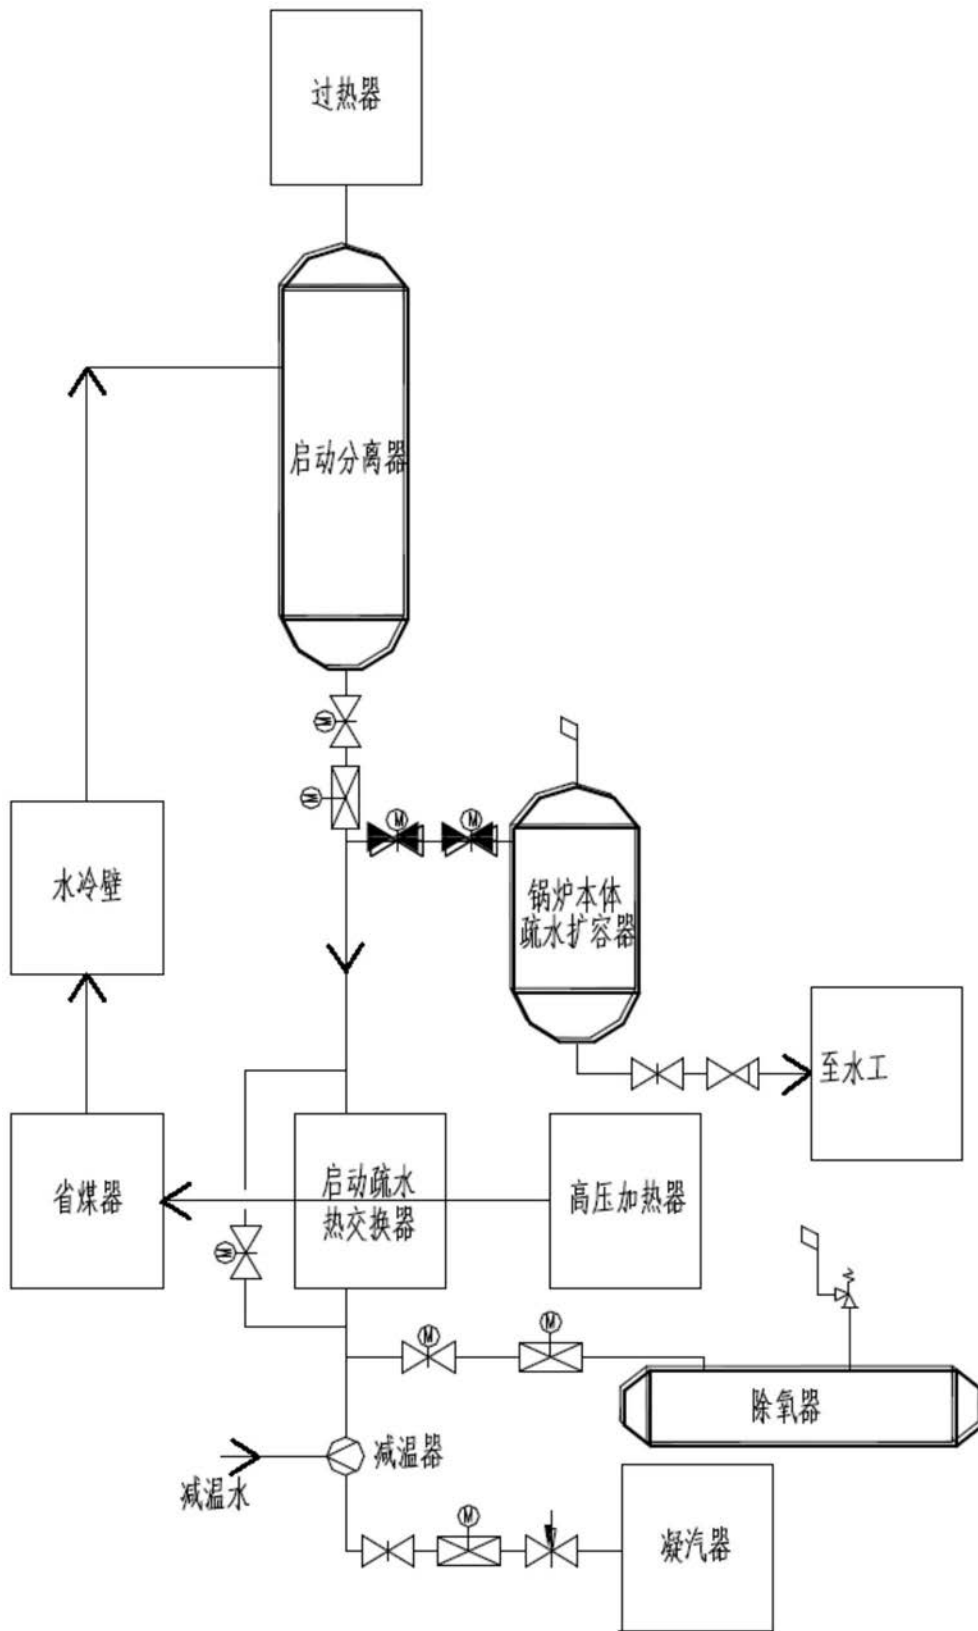 过热器
启动分离器
M
M
M
M
水冷壁
锅炉本体
疏水扩容器
至水工
省煤器
启动疏水
热交换器
高压加热器
M
M
M
除氧器
减温水
减温器
M
凝汽器